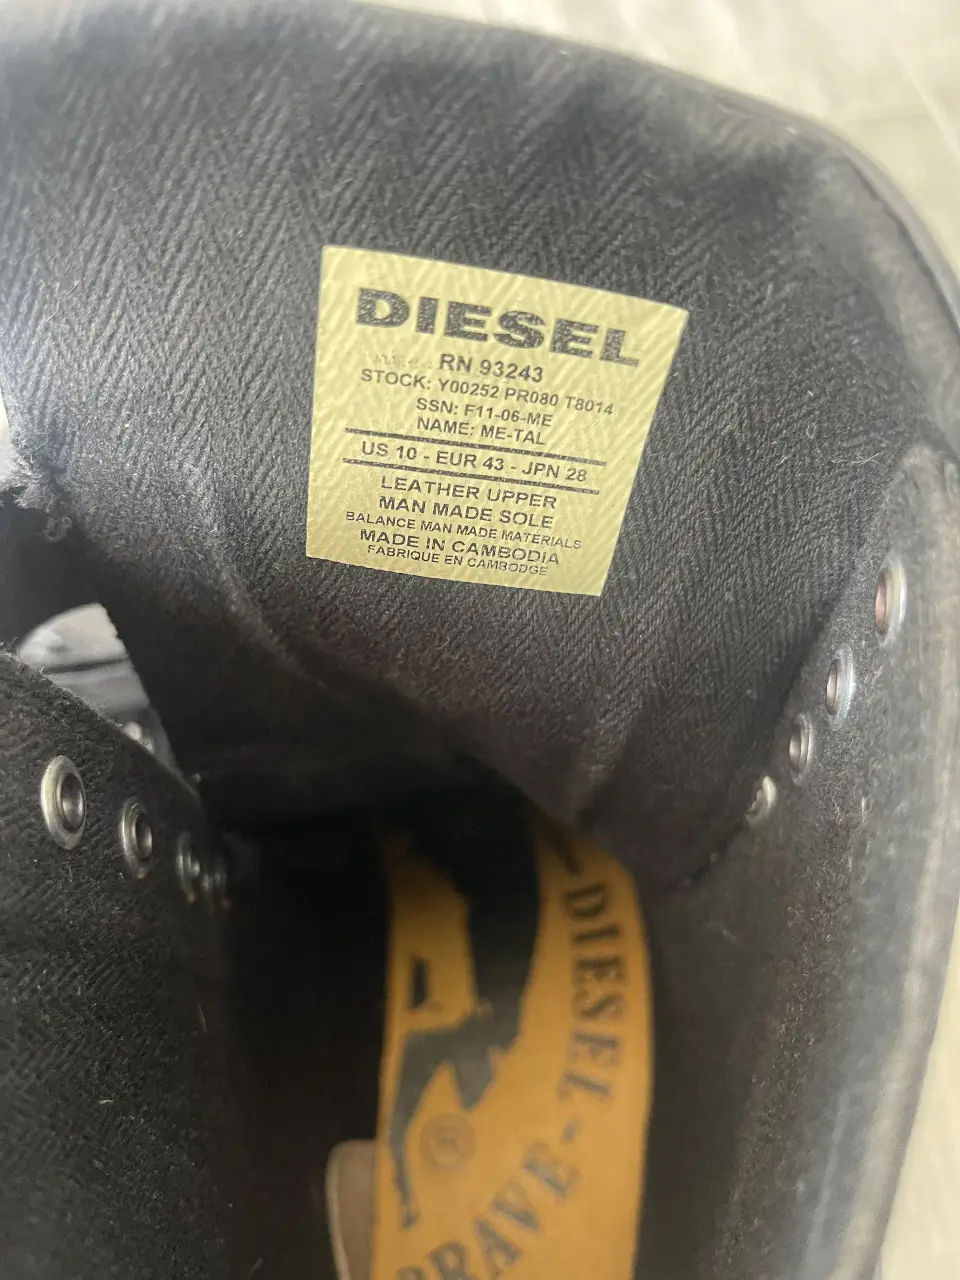 DIESEL
RN 93243
STOCK: Y00252 PR080 T8014
SSN: F11-06-ME
NAME: ME-TAL
US 10 - EUR 43 - JPN 28
LEATHER UPPER
MAN MADE SOLE
BALANCE MAN MADE MATERIALS
MADE IN CAMBODIA
FABRIQUE EN CAMBODGE
-DIESEL-
BRAVE-